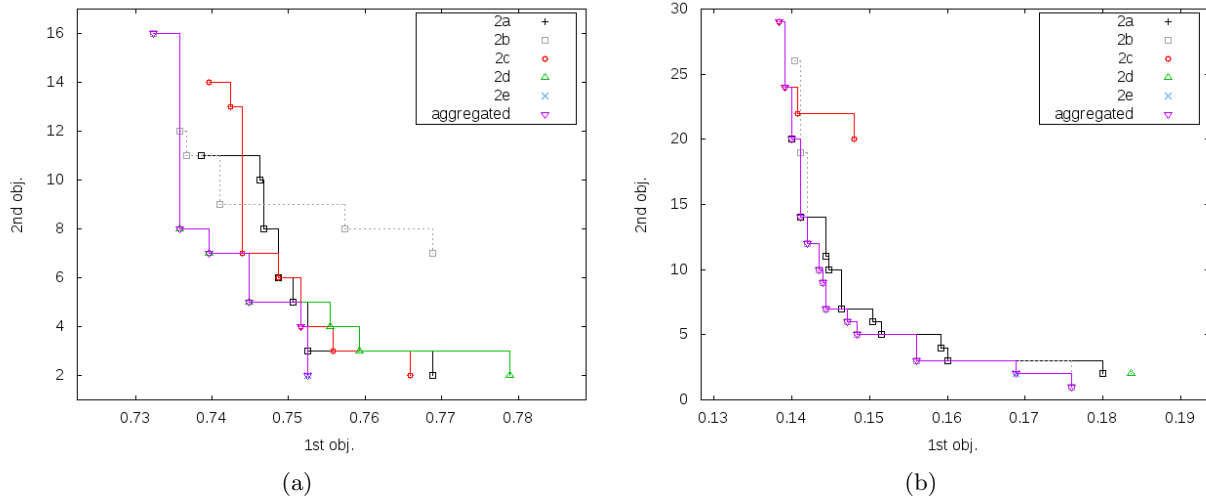 2nd obj.
16
14
12
10
8
6
4
2
0.73 0.74 0.75 0.76 0.77 0.78
1st obj.
2a
2b
2c
2d
2e
aggregated
(a)
2nd obj.
30
25
20
15
10
5
0
0.13 0.14 0.15 0.16 0.17 0.18 0.19
1st obj.
2a
2b
2c
2d
2e
aggregated
(b)